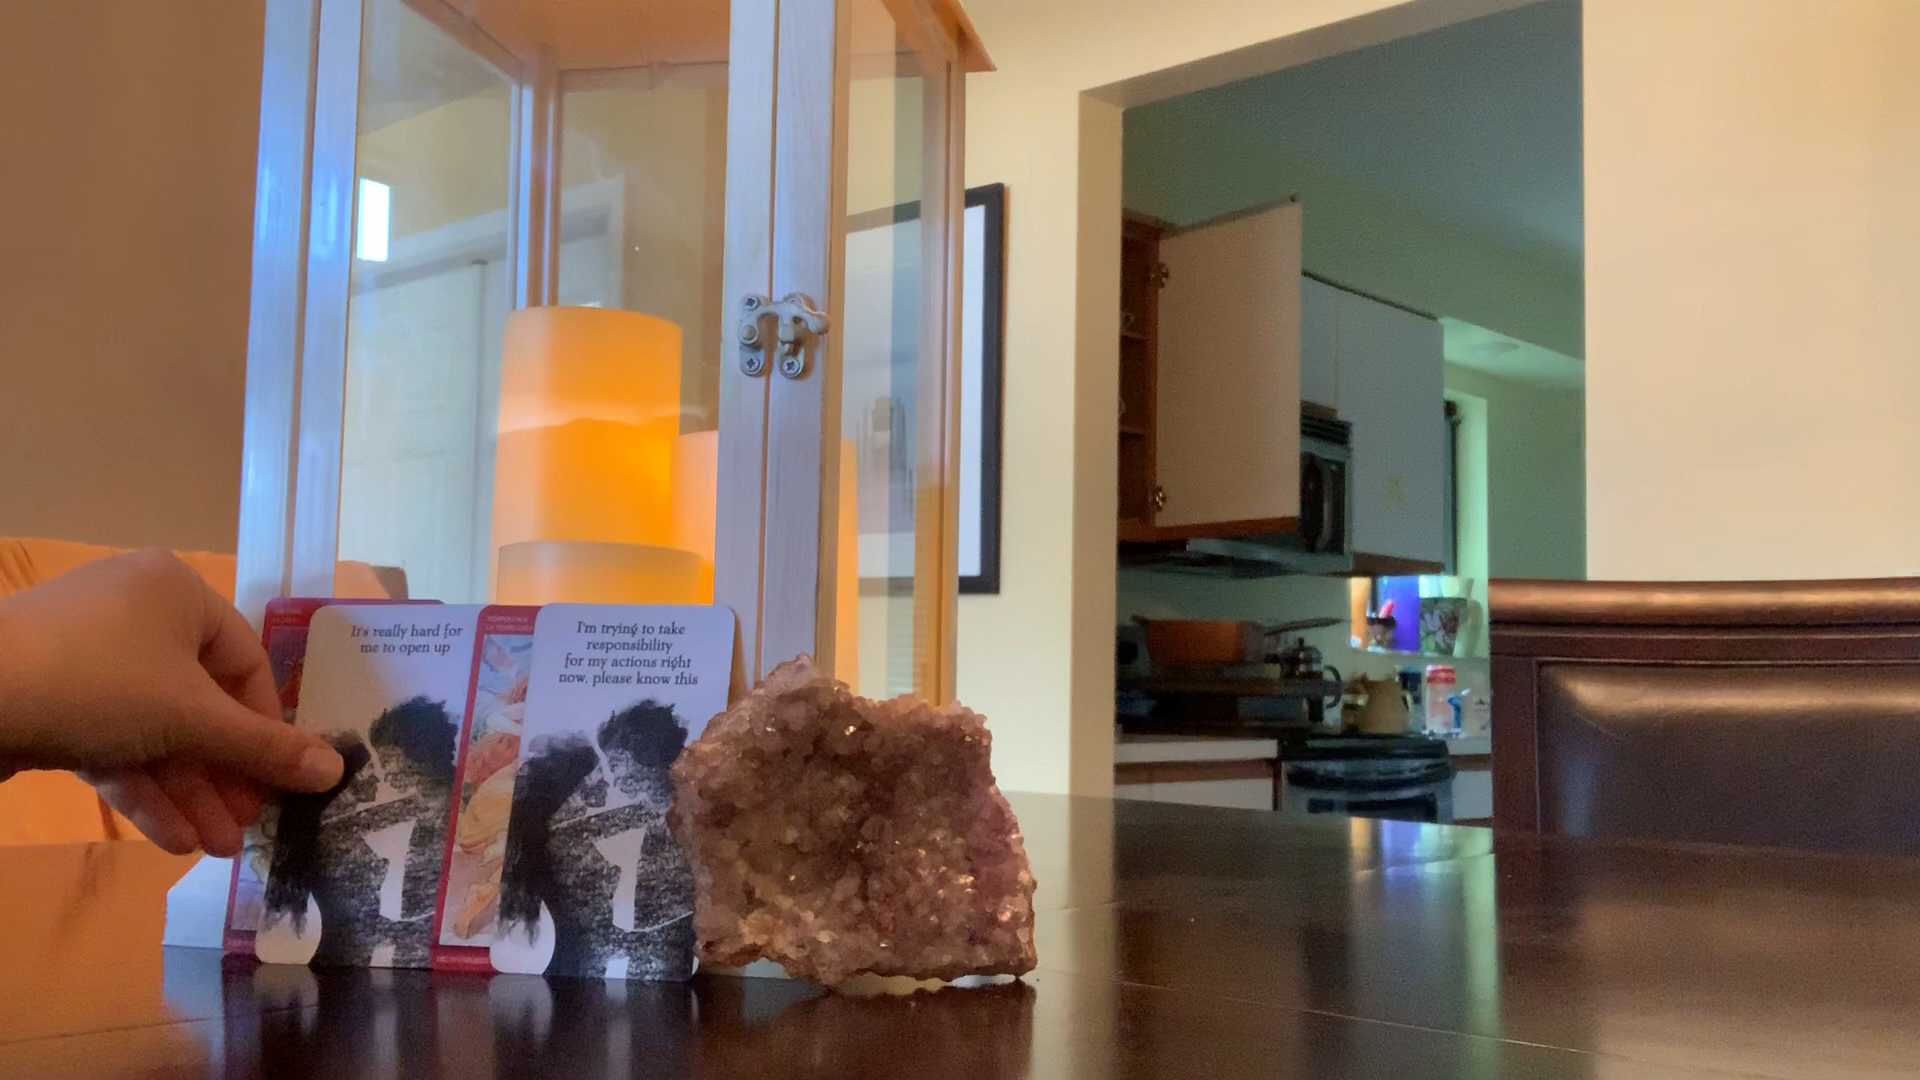 It's really hard for
me to open up
I'm trying to take
responsibility
for my actions right
now, please know this